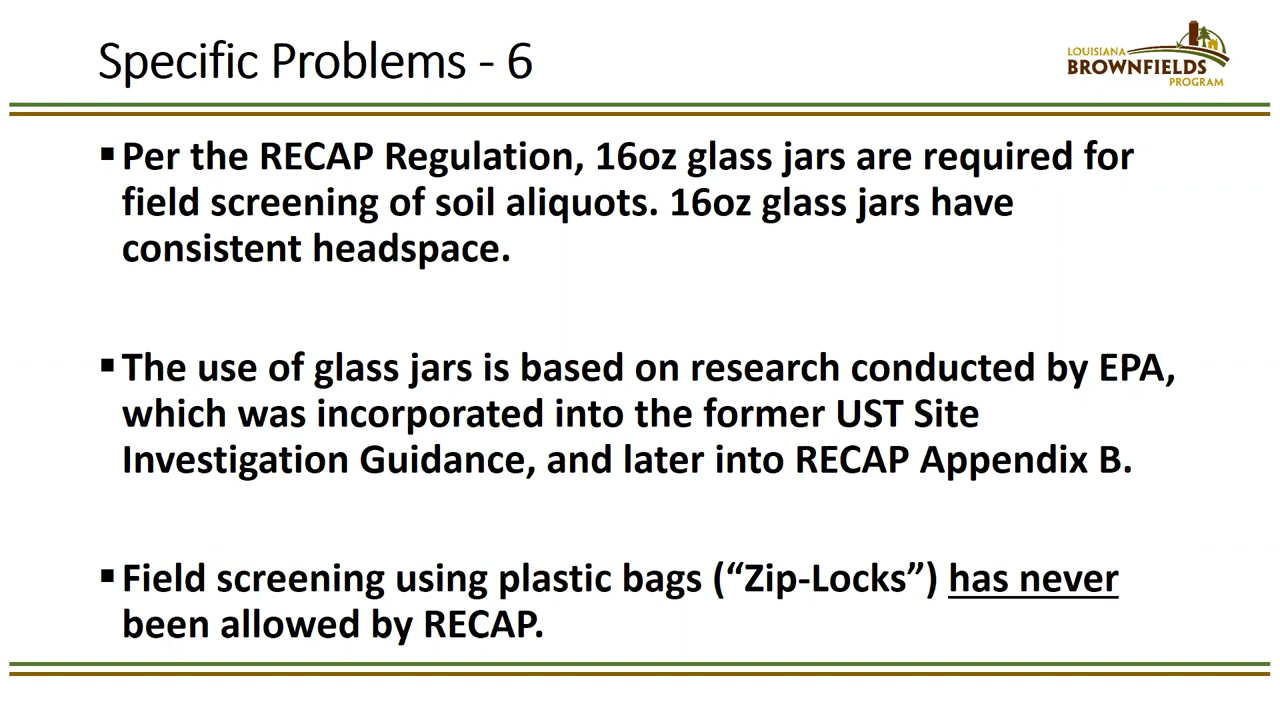 Specific Problems - 6
LOUISIANA
BROWNFIELDS
PROGRAM
▪Per the RECAP Regulation, 16oz glass jars are required for
field screening of soil aliquots. 16oz glass jars have
consistent headspace.
▪The use of glass jars is based on research conducted by EPA,
which was incorporated into the former UST Site
Investigation Guidance, and later into RECAP Appendix B.
▪Field screening using plastic bags (“Zip-Locks”) has never
been allowed by RECAP.